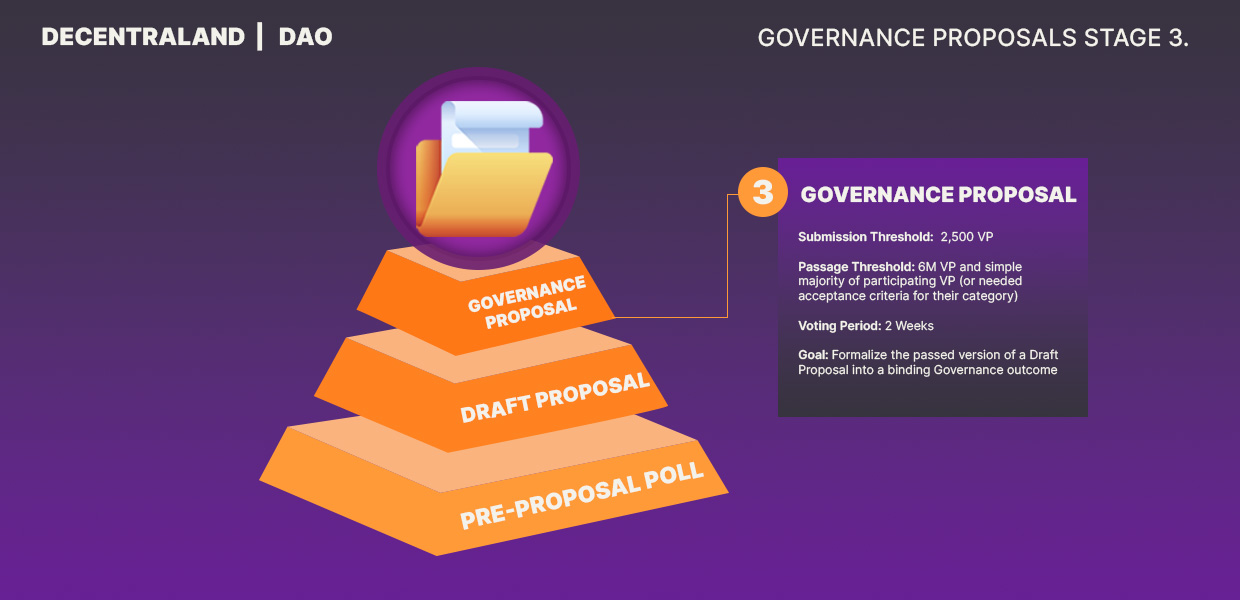 DECENTRALAND | DAO
GOVERNANCE PROPOSALS STAGE 3.
3
GOVERNANCE PROPOSAL
Submission Threshold: 2,500 VP
Passage Threshold: 6M VP and simple
majority of participating VP (or needed
acceptance criteria for their category)
Voting Period: 2 Weeks
Goal: Formalize the passed version of a Draft
Proposal into a binding Governance outcome
GOVERNANCE
PROPOSAL
DRAFT PROPOSAL
PRE-PROPOSAL POLL